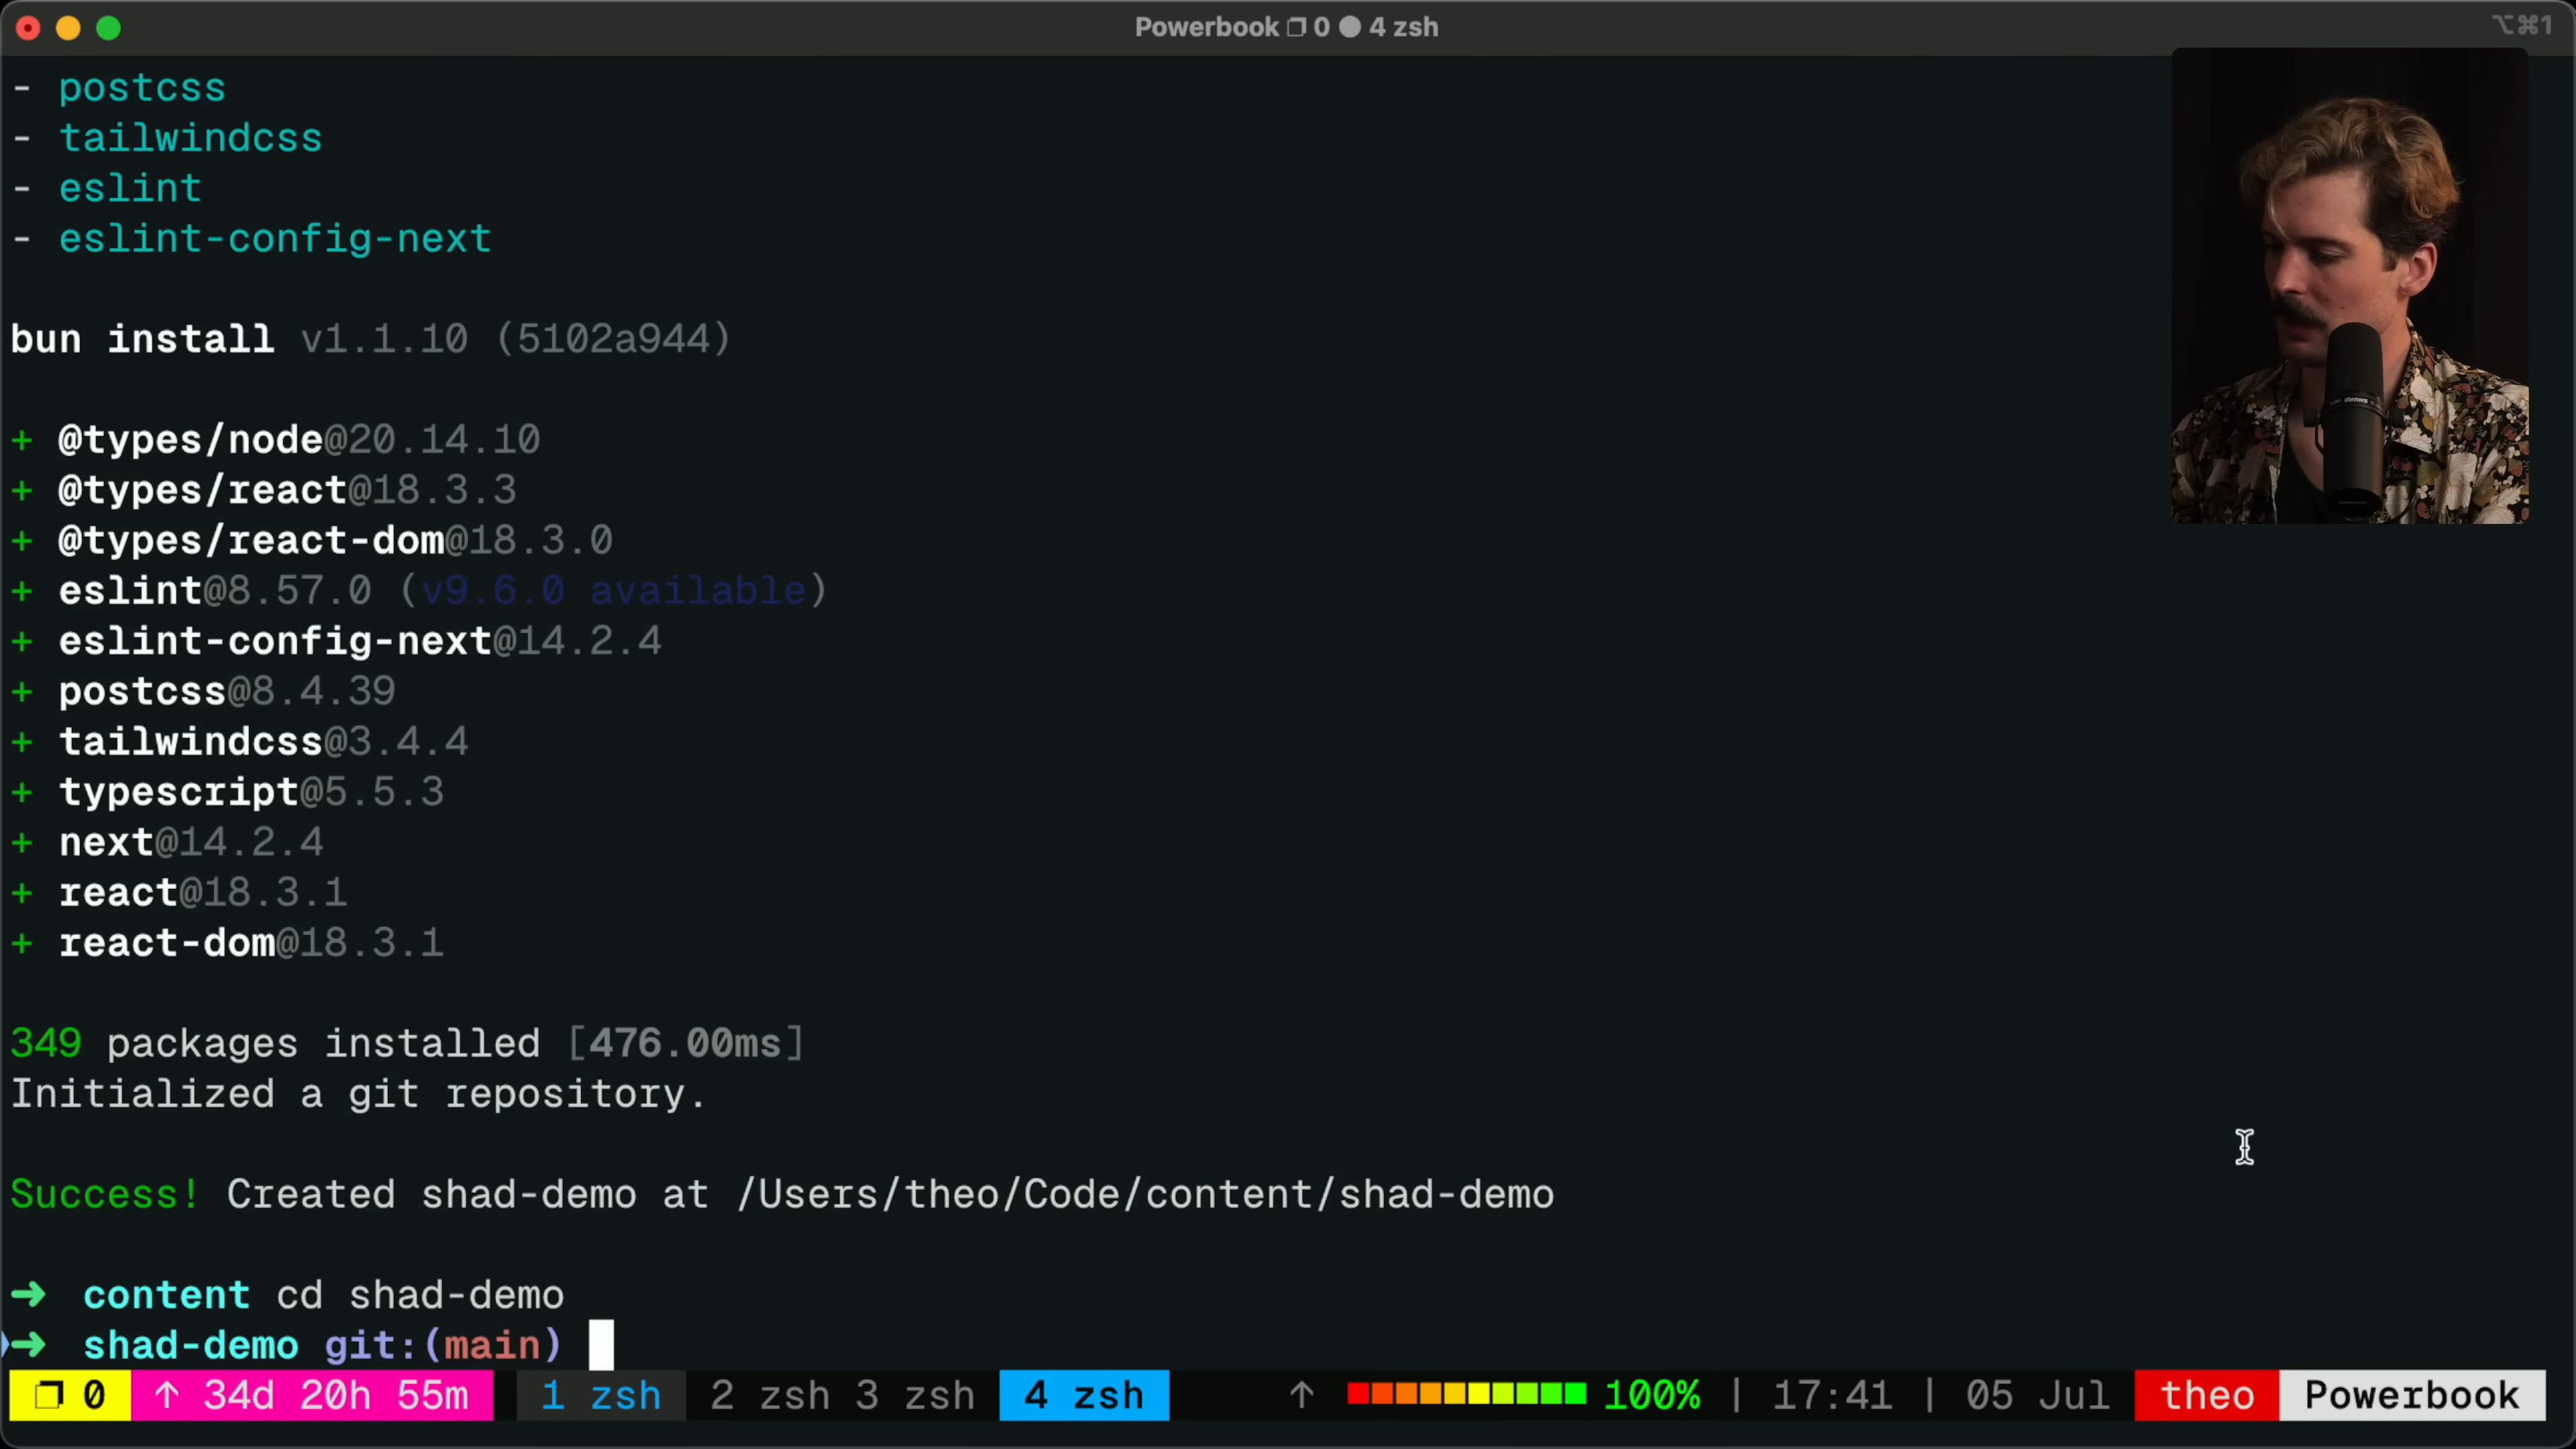 Powerbook 0 4 zsh
⌥⌘1
- postcss
- tailwindcss
- eslint
- eslint-config-next
bun install v1.1.10 (5102a944)
+ @types/node@20.14.10
+ @types/react@18.3.3
+ @types/react-dom@18.3.0
+ eslint@8.57.0 (v9.6.0 available)
+ eslint-config-next@14.2.4
+ postcss@8.4.39
+ tailwindcss@3.4.4
+ typescript@5.5.3
+ next@14.2.4
+ react@18.3.1
+ react-dom@18.3.1
349 packages installed [476.00ms]
Initialized a git repository.
Success! Created shad-demo at /Users/theo/Code/content/shad-demo
➜ content cd shad-demo
➜ shad-demo git:(main)
0 ↑ 34d 20h 55m 1 zsh 2 zsh 3 zsh 4 zsh ↑ 100% | 17:41 | 05 Jul theo Powerbook